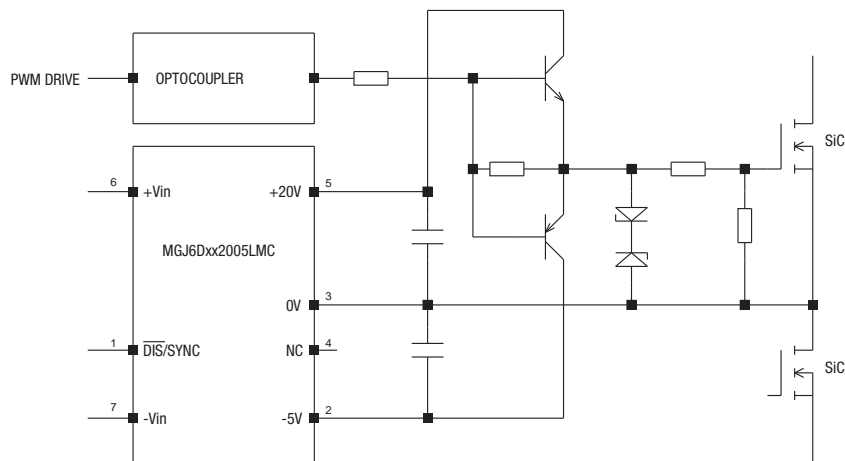 PWM DRIVE
OPTOCOUPLER
SiC
6
+Vin
+20V
5
MGJ6Dxx2005LMC
0V
3
1
DIS/SYNC
NC
4
SiC
7
-Vin
-5V
2